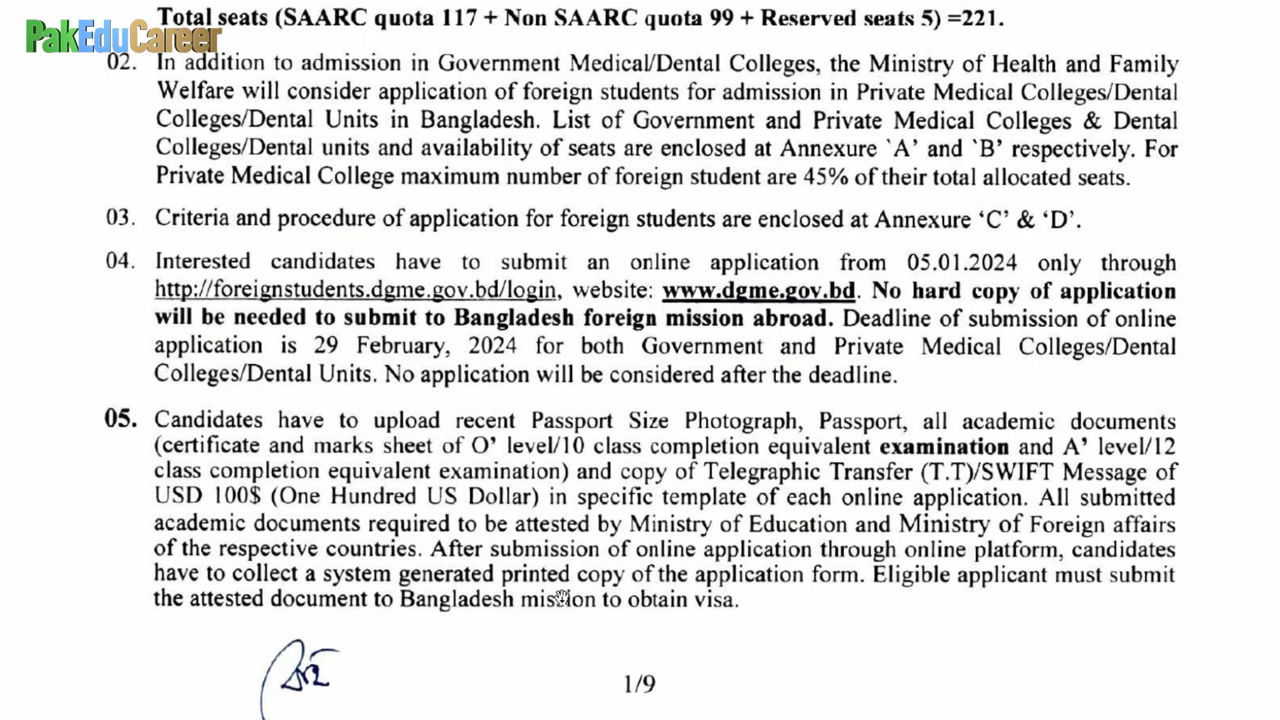 Total seats (SAARC quota 117 + Non SAARC quota 99 + Reserved seats 5) =221.
PakEduCareer
02. In addition to admission in Government Medical/Dental Colleges, the Ministry of Health and Family
Welfare will consider application of foreign students for admission in Private Medical Colleges/Dental
Colleges/Dental Units in Bangladesh. List of Government and Private Medical Colleges & Dental
Colleges/Dental units and availability of seats are enclosed at Annexure `A’ and `B’ respectively. For
Private Medical College maximum number of foreign student are 45% of their total allocated seats.
03. Criteria and procedure of application for foreign students are enclosed at Annexure ‘C’ & ‘D’.
04. Interested candidates have to submit an online application from 05.01.2024 only through
http://foreignstudents.dgme.gov.bd/login, website: www.dgme.gov.bd. No hard copy of application
will be needed to submit to Bangladesh foreign mission abroad. Deadline of submission of online
application is 29 February, 2024 for both Government and Private Medical Colleges/Dental
Colleges/Dental Units. No application will be considered after the deadline.
05. Candidates have to upload recent Passport Size Photograph, Passport, all academic documents
(certificate and marks sheet of O’ level/10 class completion equivalent examination and A’ level/12
class completion equivalent examination) and copy of Telegraphic Transfer (T.T)/SWIFT Message of
USD 100$ (One Hundred US Dollar) in specific template of each online application. All submitted
academic documents required to be attested by Ministry of Education and Ministry of Foreign affairs
of the respective countries. After submission of online application through online platform, candidates
have to collect a system generated printed copy of the application form. Eligible applicant must submit
the attested document to Bangladesh mission to obtain visa.
1/9